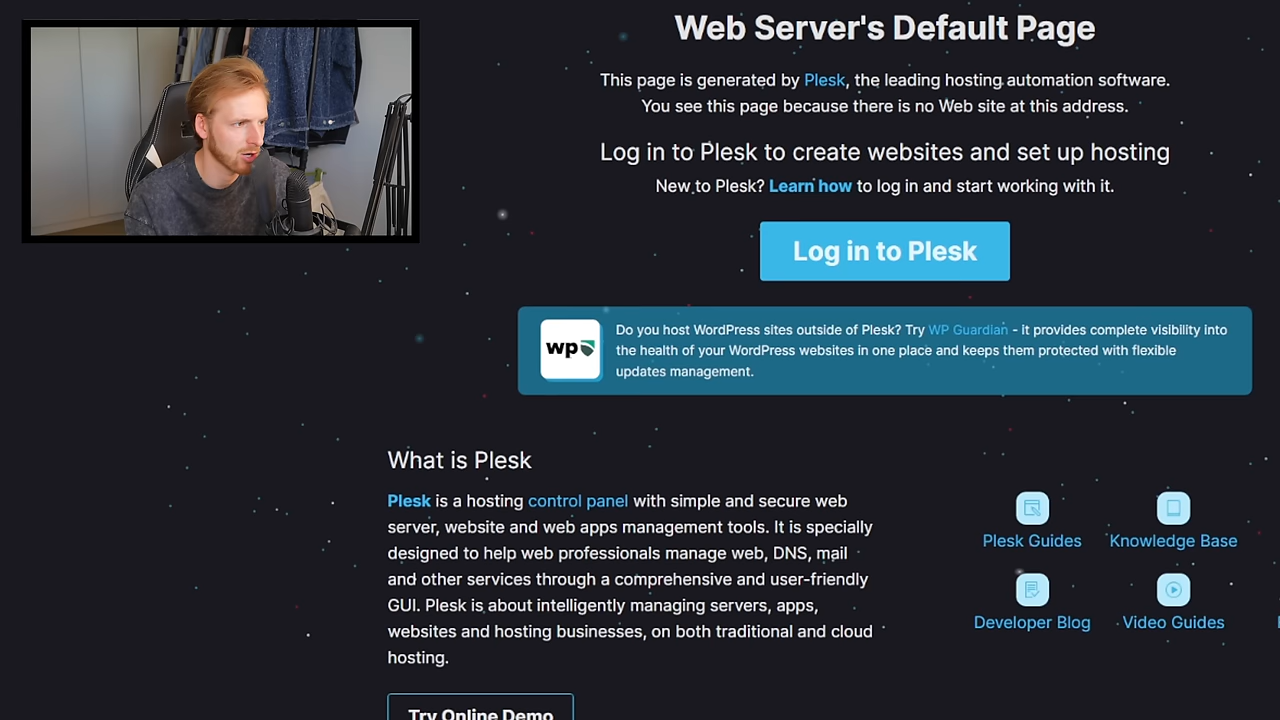 Web Server's Default Page
This page is generated by Plesk, the leading hosting automation software.
You see this page because there is no Web site at this address.
Log in to Plesk to create websites and set up hosting
New to Plesk? Learn how to log in and start working with it.
Log in to Plesk
wp
Do you host WordPress sites outside of Plesk? Try WP Guardian - it provides complete visibility into
the health of your WordPress websites in one place and keeps them protected with flexible
updates management.
What is Plesk
Plesk is a hosting control panel with simple and secure web
server, website and web apps management tools. It is specially
designed to help web professionals manage web, DNS, mail
and other services through a comprehensive and user-friendly
GUI. Plesk is about intelligently managing servers, apps,
websites and hosting businesses, on both traditional and cloud
hosting.
Try Online Demo
Plesk Guides
Knowledge Base
Developer Blog
Video Guides